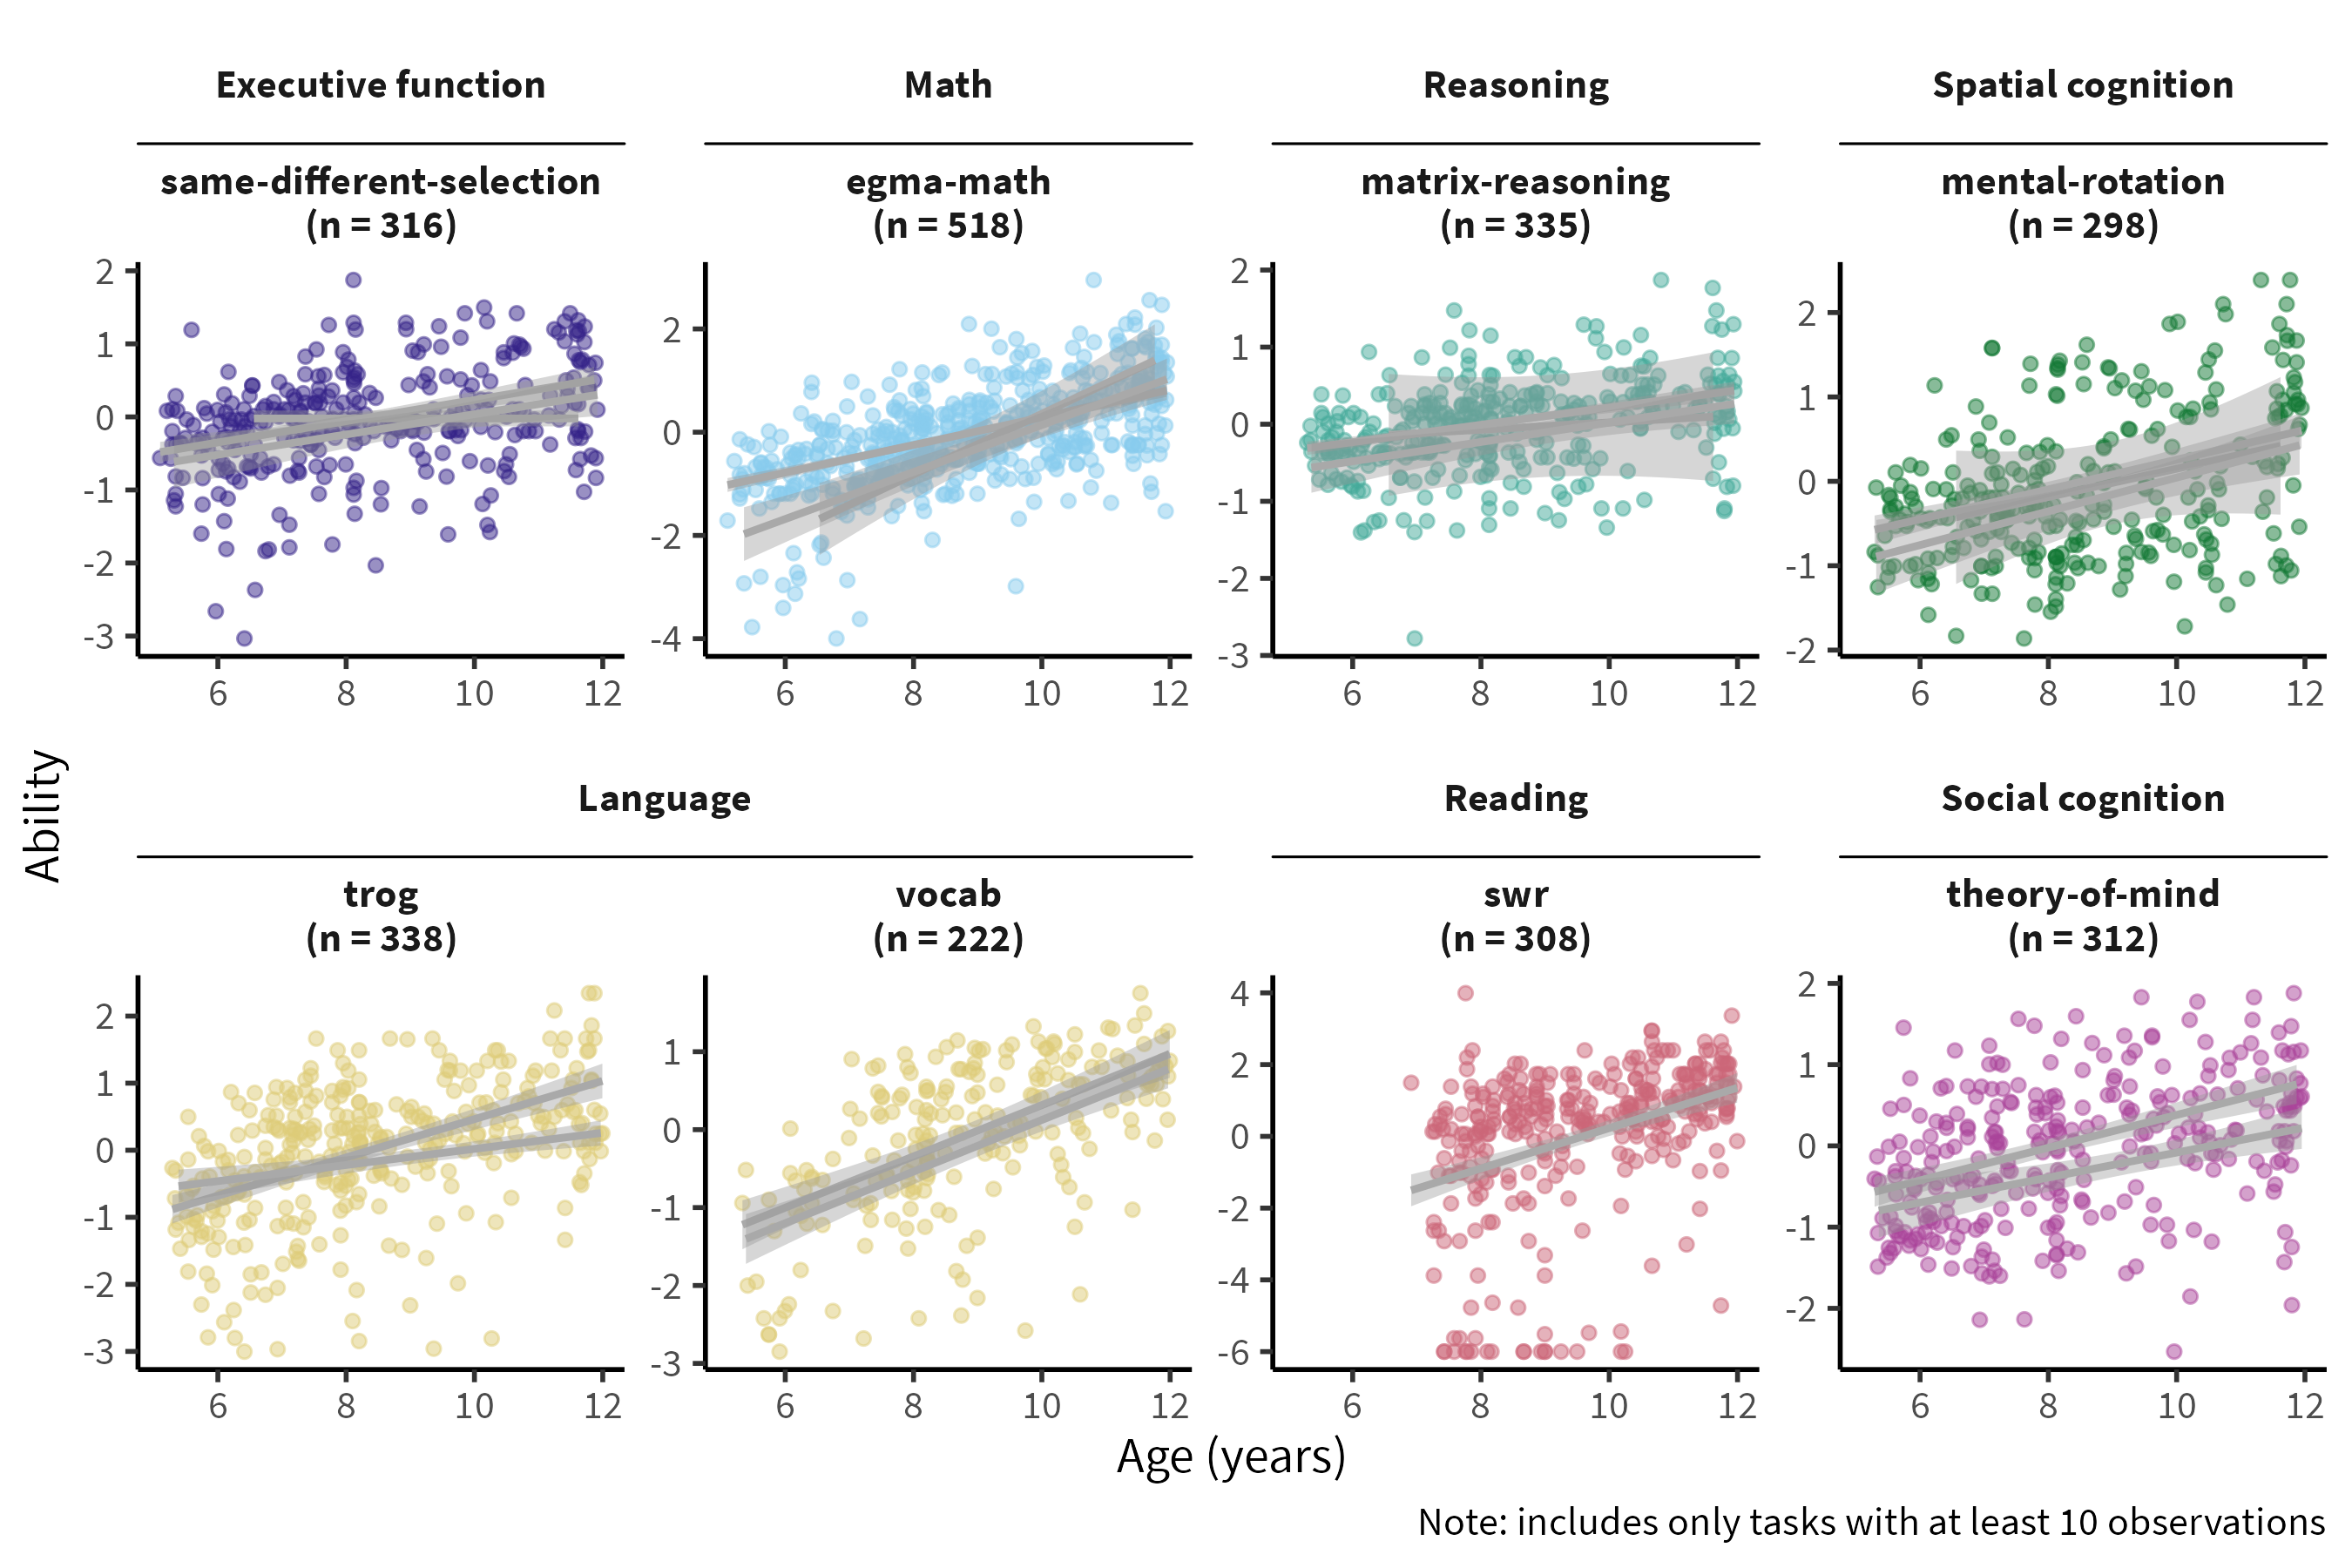 Executive function
Math
Reasoning
Spatial cognition
same-different-selection
(n = 316)
egma-math
(n = 518)
matrix-reasoning
(n = 335)
mental-rotation
(n = 298)
2
1
0
-1
-2
-3
6 8 10 12
2
0
-2
-4
6 8 10 12
2
1
0
-1
-2
-3
6 8 10 12
2
1
0
-1
-2
6 8 10 12
Ability
Language
Reading
Social cognition
trog
(n = 338)
vocab
(n = 222)
swr
(n = 308)
theory-of-mind
(n = 312)
2
1
0
-1
-2
-3
6 8 10 12
1
0
-1
-2
-3
6 8 10 12
4
2
0
-2
-4
-6
6 8 10 12
2
1
0
-1
-2
6 8 10 12
Age (years)
Note: includes only tasks with at least 10 observations